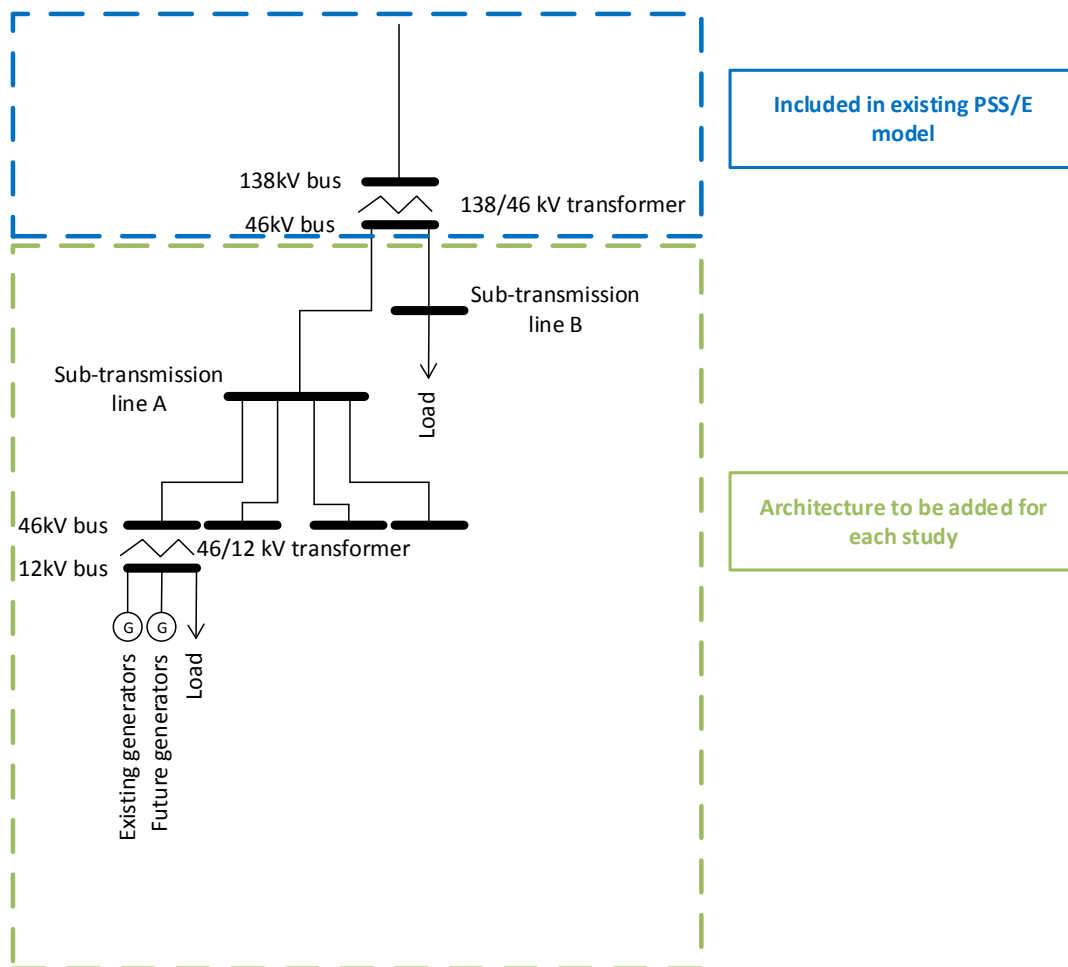 Included in existing PSS/E
model
138kV bus
138/46 kV transformer
46kV bus
Sub-transmission
line B
Sub-transmission
line A
Load
Architecture to be added for
each study
46kV bus
46/12 kV transformer
12kV bus
G
G
Existing generators
Future generators
Load